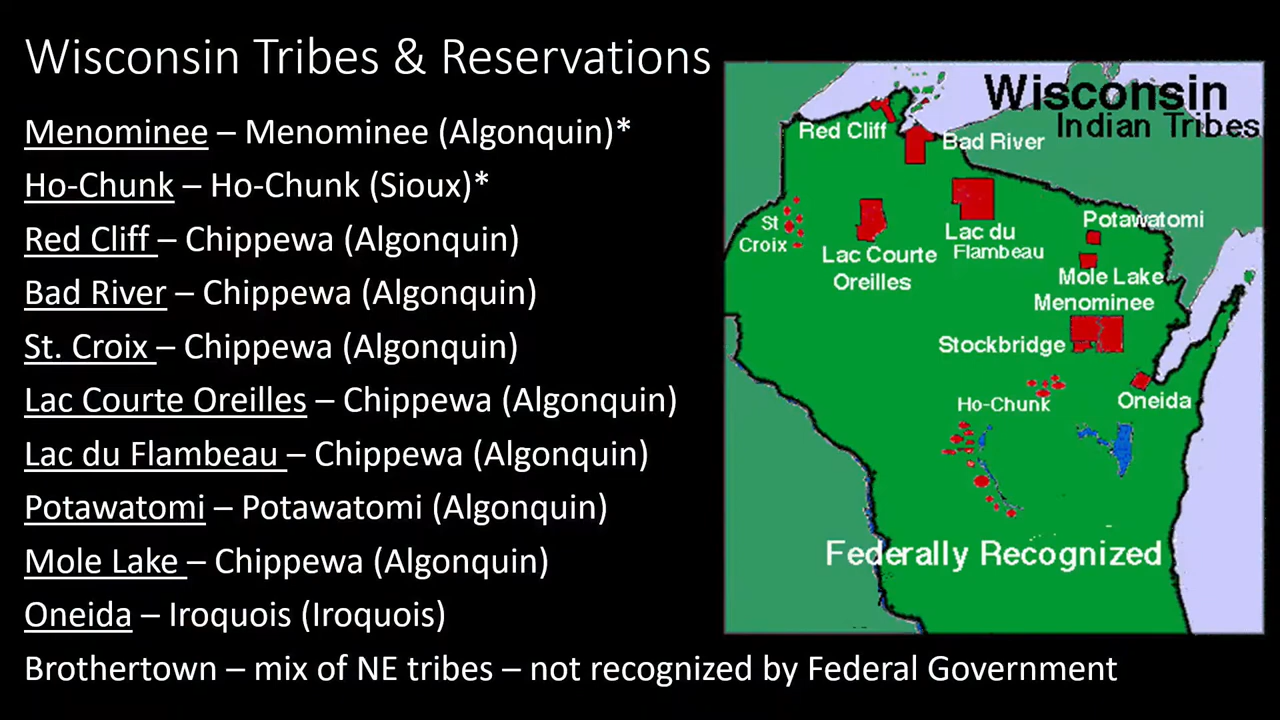 Wisconsin Tribes & Reservations
Menominee – Menominee (Algonquin)*
Ho-Chunk – Ho-Chunk (Sioux)*
Red Cliff – Chippewa (Algonquin)
Bad River – Chippewa (Algonquin)
St. Croix – Chippewa (Algonquin)
Lac Courte Oreilles – Chippewa (Algonquin)
Lac du Flambeau – Chippewa (Algonquin)
Potawatomi – Potawatomi (Algonquin)
Mole Lake – Chippewa (Algonquin)
Oneida – Iroquois (Iroquois)
Brothertown – mix of NE tribes – not recognized by Federal Government
Wisconsin
Indian Tribes
Red Cliff
Bad River
St
Croix
Lac Courte
Oreilles
Lac du
Flambeau
Potawatomi
Mole Lake
Menominee
Stockbridge
Ho-Chunk
Oneida
Federally Recognized